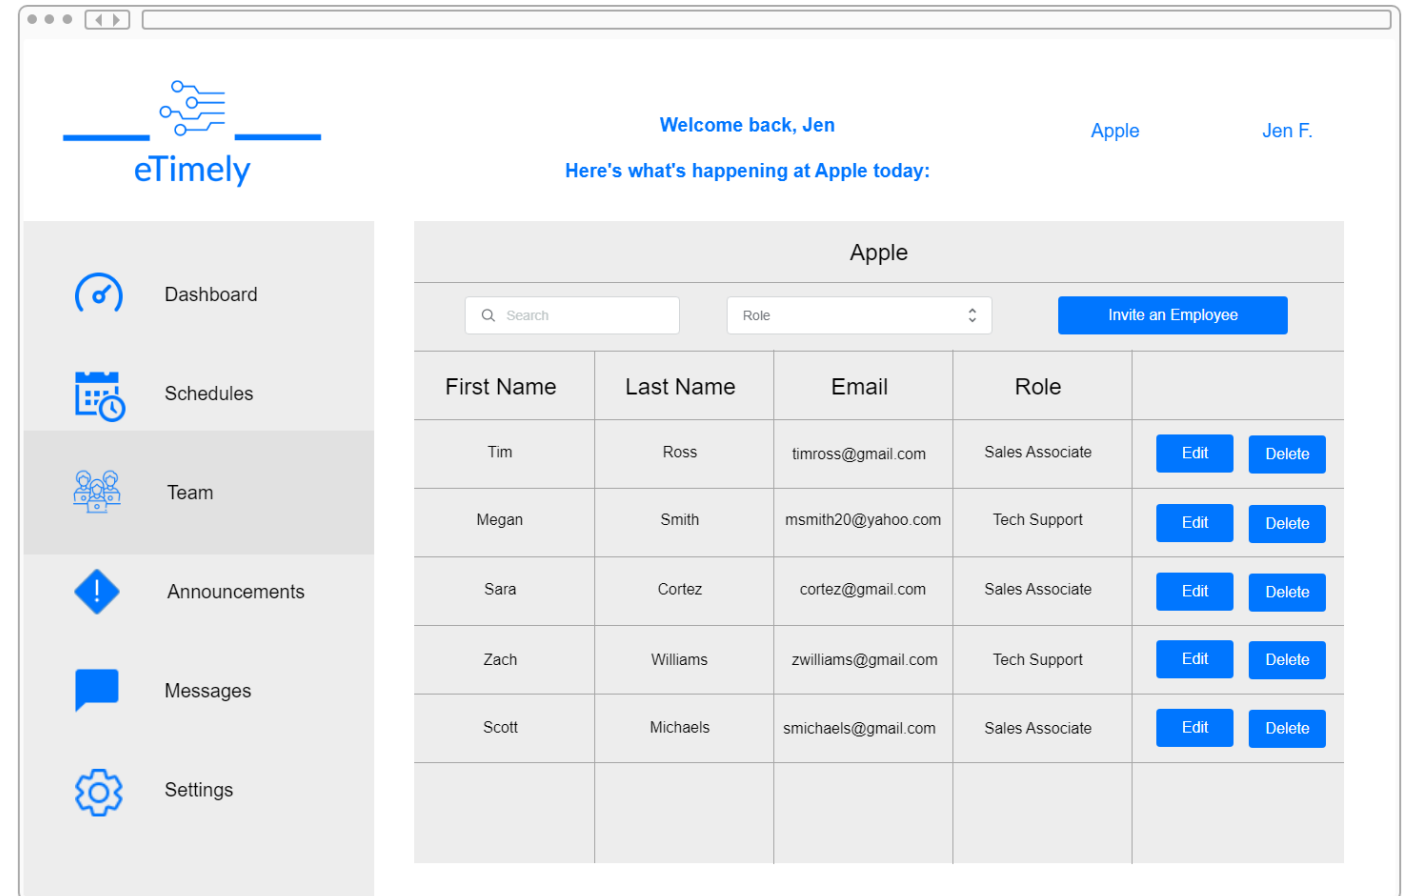 eTimely
Welcome back, Jen
Here's what's happening at Apple today:
Apple
Jen F.
Dashboard
Schedules
Team
Announcements
Messages
Settings
Apple
Search
Role
Invite an Employee
First Name Last Name Email Role
Tim Ross timross@gmail.com Sales Associate Edit Delete
Megan Smith msmith20@yahoo.com Tech Support Edit Delete
Sara Cortez cortez@gmail.com Sales Associate Edit Delete
Zach Williams zwilliams@gmail.com Tech Support Edit Delete
Scott Michaels smichaels@gmail.com Sales Associate Edit Delete